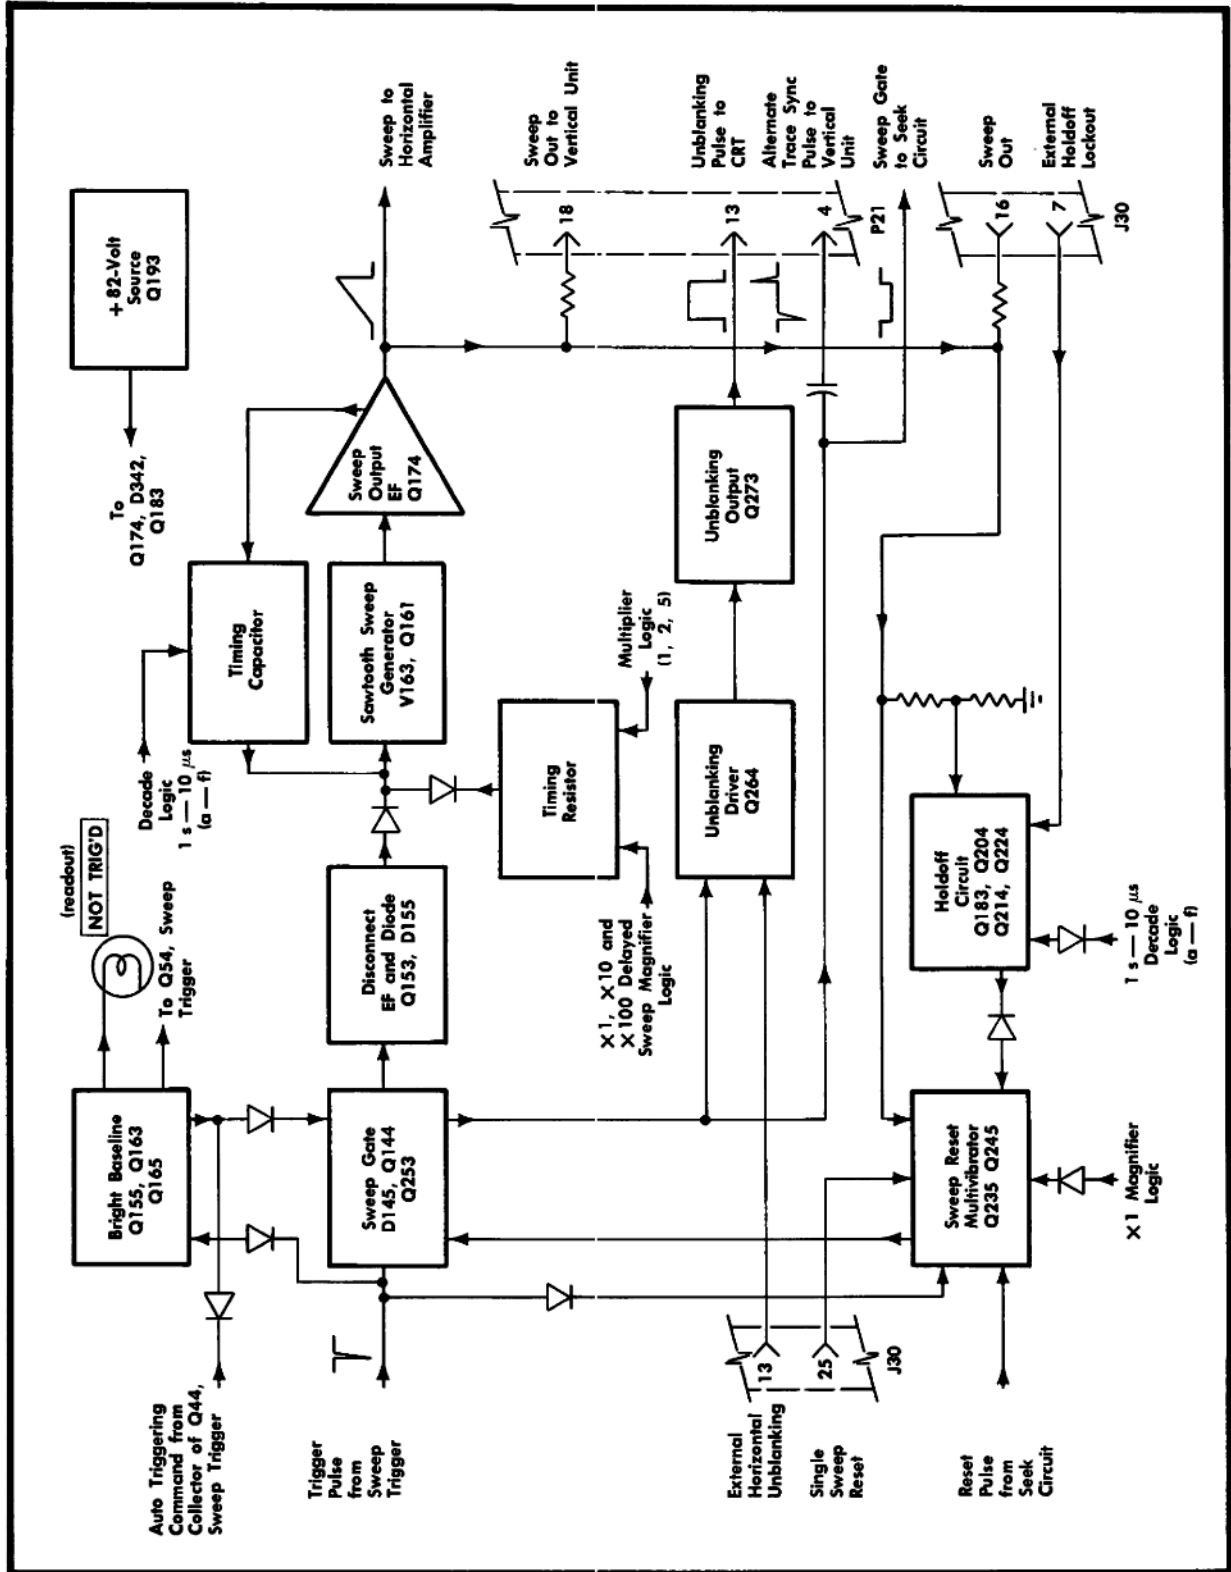 Auto Triggering
Command from
Collector of Q44,
Sweep Trigger
Trigger
Pulse
from
Sweep
Trigger
External
Horizontal
Unblanking
Single
Sweep
Reset
Reset
Pulse
from
Seek
Circuit
13
25
J30
Bright Baseline
Q155, Q163
Q165
(readout)
NOT TRIG'D
To Q54, Sweep
Trigger
Sweep Gate
D145, Q144
Q253
Disconnect
EF and Diode
Q153, D155
Decade
Logic
1 s — 10 μs
(a — f)
Timing
Capacitor
Sawtooth Sweep
Generator
V163, Q161
Sweep
Output
EF
Q174
To
Q174, D342,
Q183
+82-Volt
Source
Q193
X1, X10 and
X100 Delayed
Sweep Magnifier
Logic
Timing
Resistor
Multiplier
Logic
(1, 2, 5)
Unblanking
Driver
Q264
Unblanking
Output
Q273
Sweep Reset
Multivibrator
Q235 Q245
X1 Magnifier
Logic
Holdoff
Circuit
Q183, Q204
Q214, Q224
1 s — 10 μs
Decade
Logic
(a — f)
Sweep to
Horizontal
Amplifier
18
Sweep
Out to
Vertical Unit
13
Unblanking
Pulse to
CRT
4
Alternate
Trace Sync
Pulse to
Vertical
Unit
P21
Sweep Gate
to Seek
Circuit
16
Sweep
Out
7
External
Holdoff
Lockout
J30